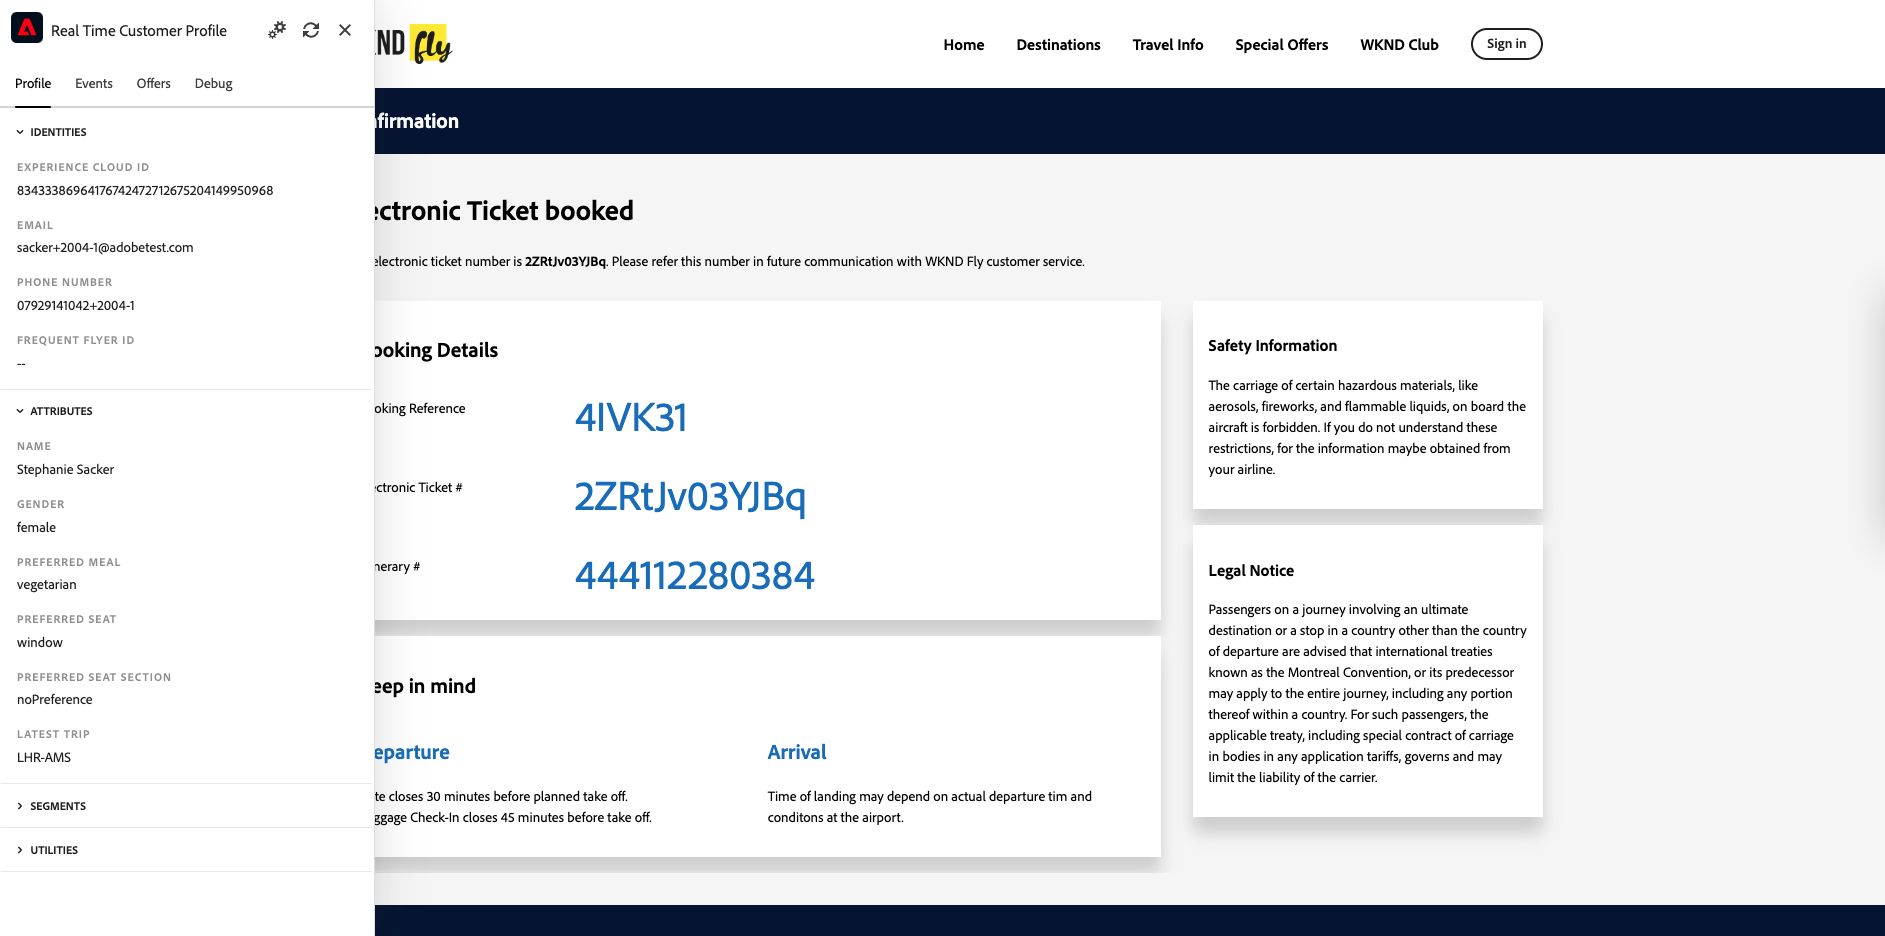 Real Time Customer Profile
Profile Events Offers Debug
IDENTITIES
EXPERIENCE CLOUD ID
83433386964176742472712675204149950968
EMAIL
sacker+2004-1@adobetest.com
PHONE NUMBER
07929141042+2004-1
FREQUENT FLYER ID
--
ATTRIBUTES
NAME
Stephanie Sacker
GENDER
female
PREFERRED MEAL
vegetarian
PREFERRED SEAT
window
PREFERRED SEAT SECTION
noPreference
LATEST TRIP
LHR-AMS
SEGMENTS
UTILITIES
KND fly
Home Destinations Travel Info Special Offers WKND Club Sign in
nfirmation
ectronic Ticket booked
electronic ticket number is 2ZRtJv03YJBq. Please refer this number in future communication with WKND Fly customer service.
ooking Details
oking Reference 4IVK31
ectronic Ticket # 2ZRtJv03YJBq
nerary # 444112280384
eep in mind
eparture
te closes 30 minutes before planned take off.
ggage Check-In closes 45 minutes before take off.
Arrival
Time of landing may depend on actual departure tim and
conditons at the airport.
Safety Information
The carriage of certain hazardous materials, like
aerosols, fireworks, and flammable liquids, on board the
aircraft is forbidden. If you do not understand these
restrictions, for the information maybe obtained from
your airline.
Legal Notice
Passengers on a journey involving an ultimate
destination or a stop in a country other than the country
of departure are advised that international treaties
known as the Montreal Convention, or its predecessor
may apply to the entire journey, including any portion
thereof within a country. For such passengers, the
applicable treaty, including special contract of carriage
in bodies in any application tariffs, governs and may
limit the liability of the carrier.